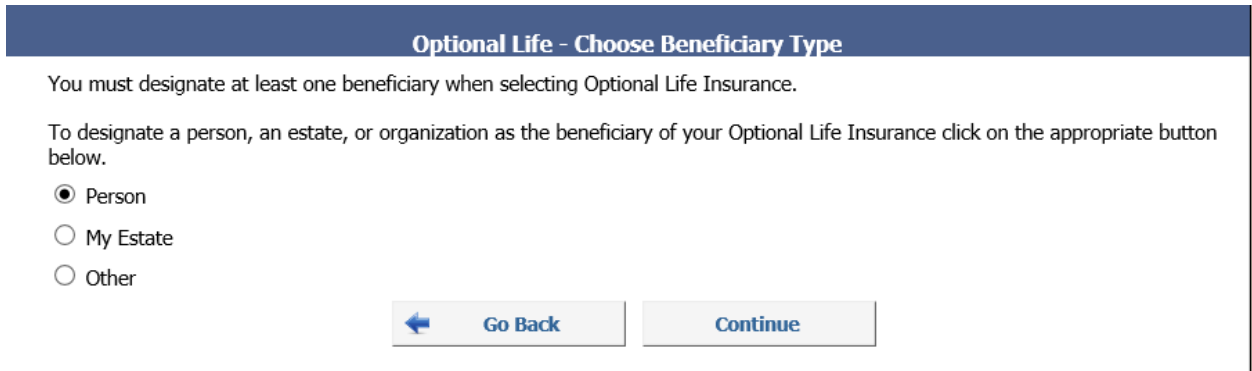 Optional Life - Choose Beneficiary Type
You must designate at least one beneficiary when selecting Optional Life Insurance.
To designate a person, an estate, or organization as the beneficiary of your Optional Life Insurance click on the appropriate button
below.
Person
My Estate
Other
Go Back
Continue